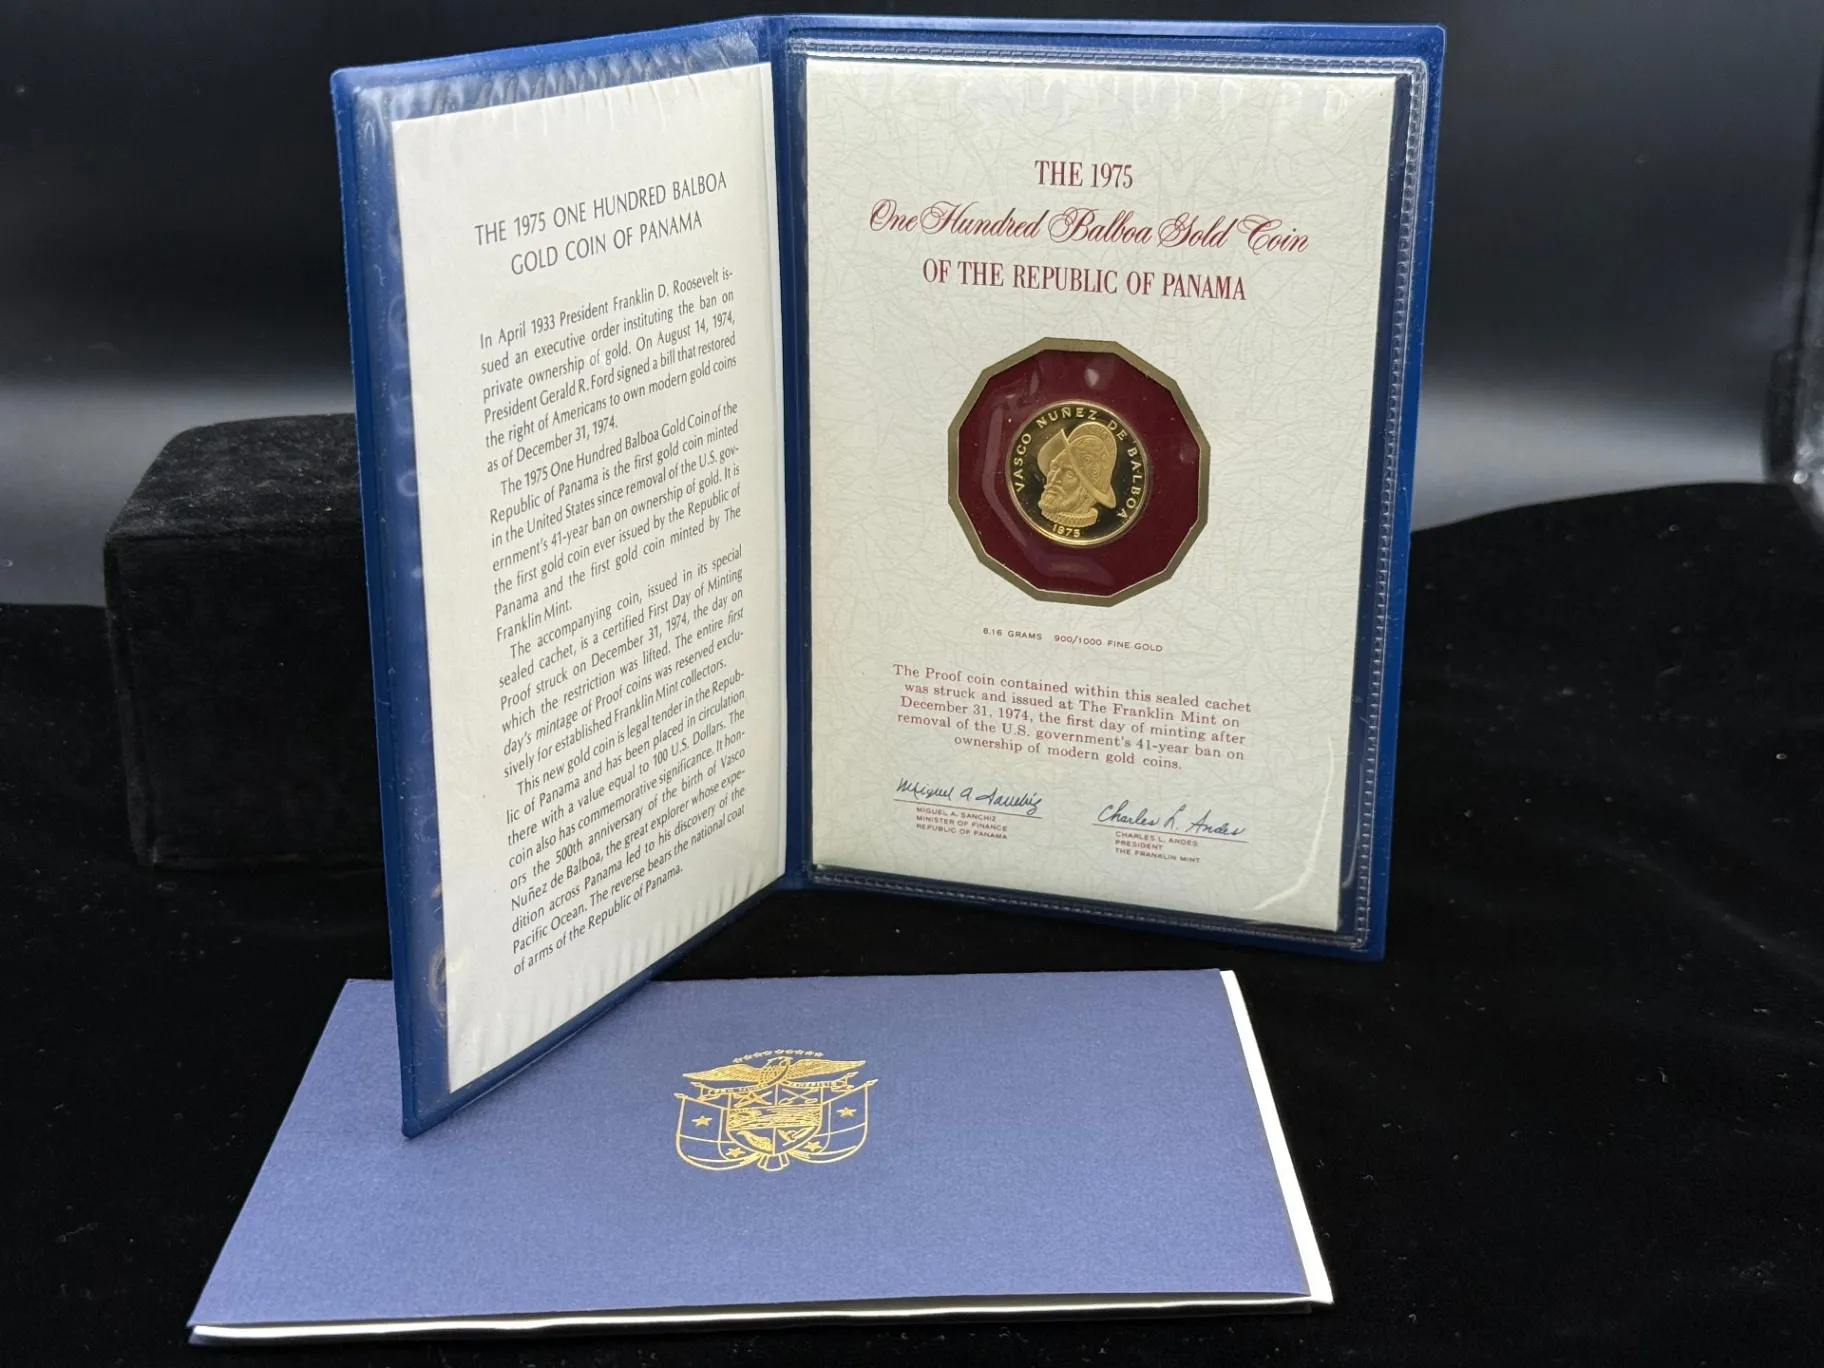 THE 1975 ONE HUNDRED BALBOA
GOLD COIN OF PANAMA
In April 1933 President Franklin D. Roosevelt is-
sued an executive order instituting the ban on
private ownership of gold. On August 14, 1974,
President Gerald R. Ford signed a bill that restored
the right of Americans to own modern gold coins
as of December 31, 1974.
The 1975 One Hundred Balboa Gold Coin of the
Republic of Panama is the first gold coin minted
in the United States since removal of the U.S. gov-
ernment's 41-year ban on ownership of gold. It is
the first gold coin ever issued by the Republic of
Panama and the first gold coin minted by The
Franklin Mint.
The accompanying coin, issued in its special
sealed cachet, is a certified First Day of Minting
Proof struck on December 31, 1974, the day on
which the restriction was lifted. The entire first
day's mintage of Proof coins was reserved exclu-
sively for established Franklin Mint collectors.
This new gold coin is legal tender in the Repub-
lic of Panama and has been placed in circulation
there with a value equal to 100 U.S. Dollars. The
coin also has commemorative significance. It hon-
ors the 500th anniversary of the birth of Vasco
Nuñez de Balboa, the great explorer whose expe-
dition across Panama led to his discovery of the
Pacific Ocean. The reverse bears the national coat
of arms of the Republic of Panama.
THE 1975
One Hundred Balboa Gold Coin
OF THE REPUBLIC OF PANAMA
VASCO NUÑEZ DE BALBOA
1975
8.16 GRAMS 900/1000 FINE GOLD
The Proof coin contained within this sealed cachet
was struck and issued at The Franklin Mint on
December 31, 1974, the first day of minting after
removal of the U.S. government's 41-year ban on
ownership of modern gold coins.
Miguel A. Sanchiz
MIGUEL A. SANCHIZ
MINISTER OF FINANCE
REPUBLIC OF PANAMA
Charles L. Andes
CHARLES L. ANDES
PRESIDENT
THE FRANKLIN MINT